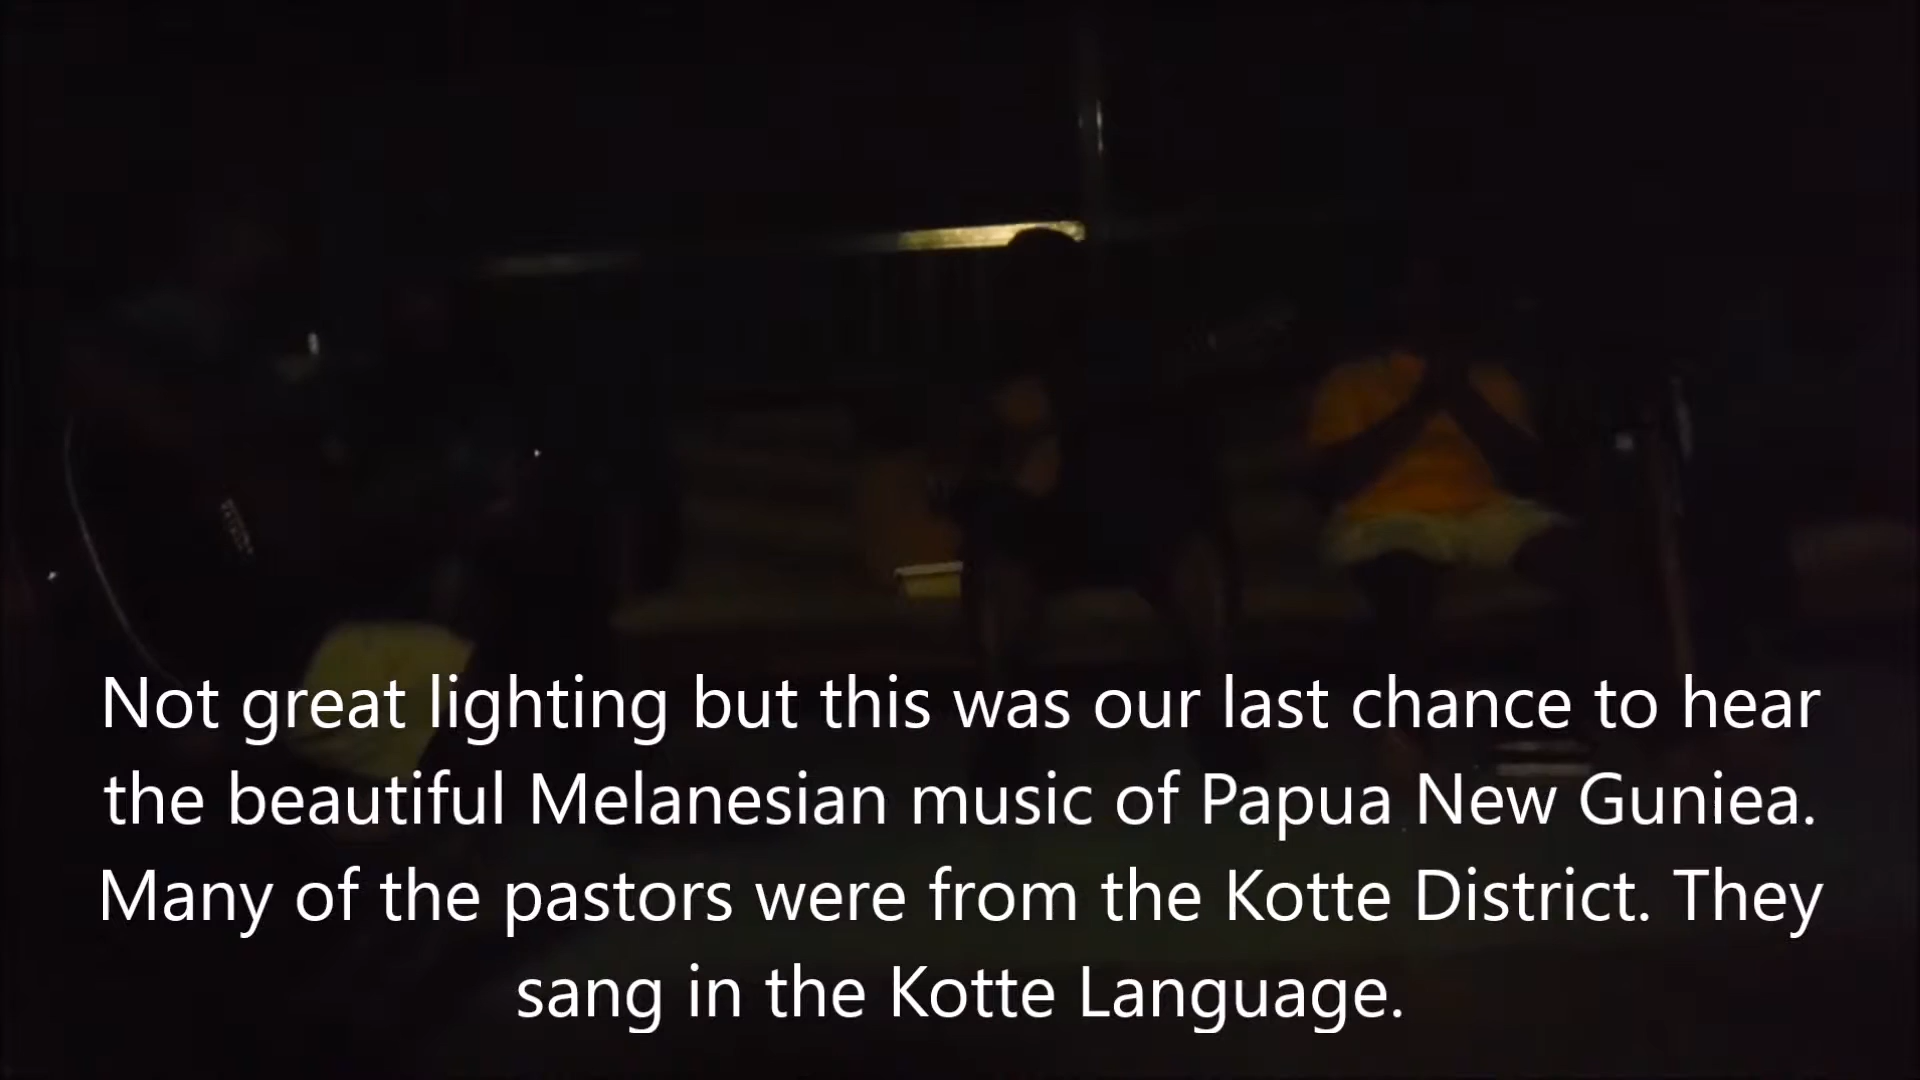 Not great lighting but this was our last chance to hear
the beautiful Melanesian music of Papua New Guniea.
Many of the pastors were from the Kotte District. They
sang in the Kotte Language.